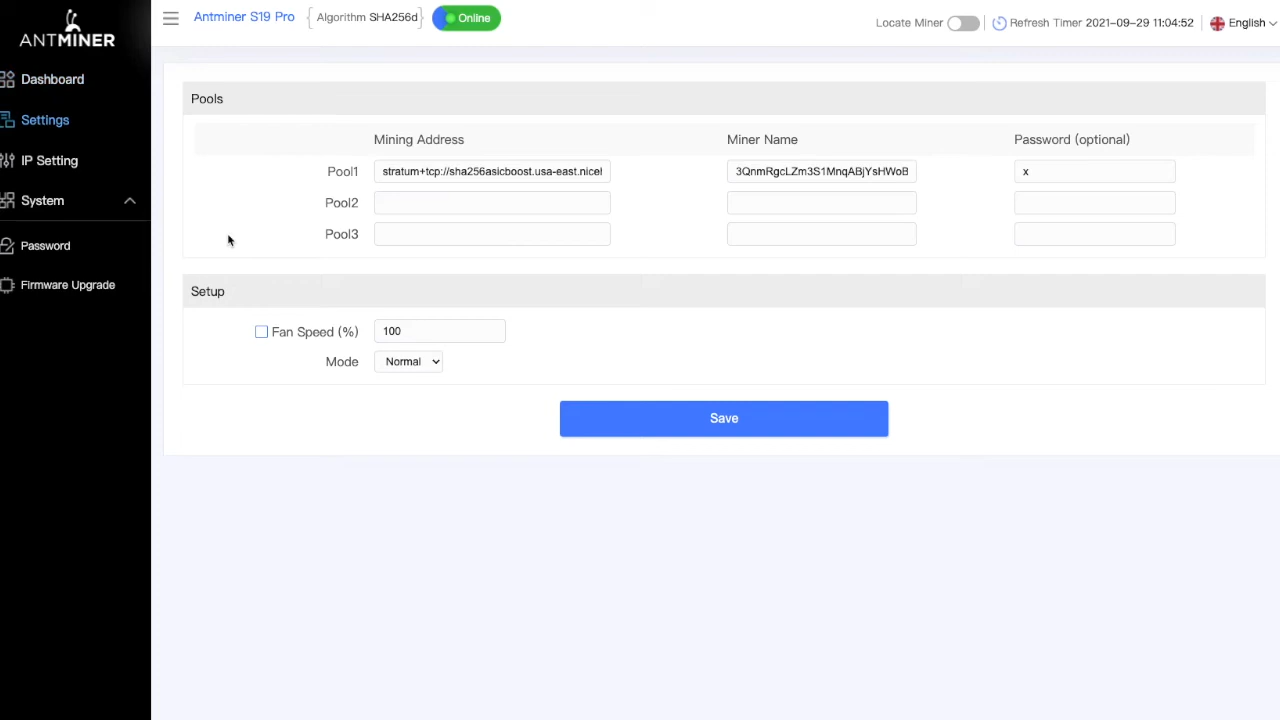 ANTMINER
Antminer S19 Pro
Algorithm SHA256d
Online
Locate Miner
Refresh Timer 2021-09-29 11:04:52
English
Dashboard
Settings
IP Setting
System
Password
Firmware Upgrade
Pools
Mining Address Miner Name Password (optional)
Pool1 stratum+tcp://sha256asicboost.usa-east.nicel 3QnmRgcLZm3S1MnqABjYsHWoB x
Pool2
Pool3
Setup
Fan Speed (%) 100
Mode Normal
Save